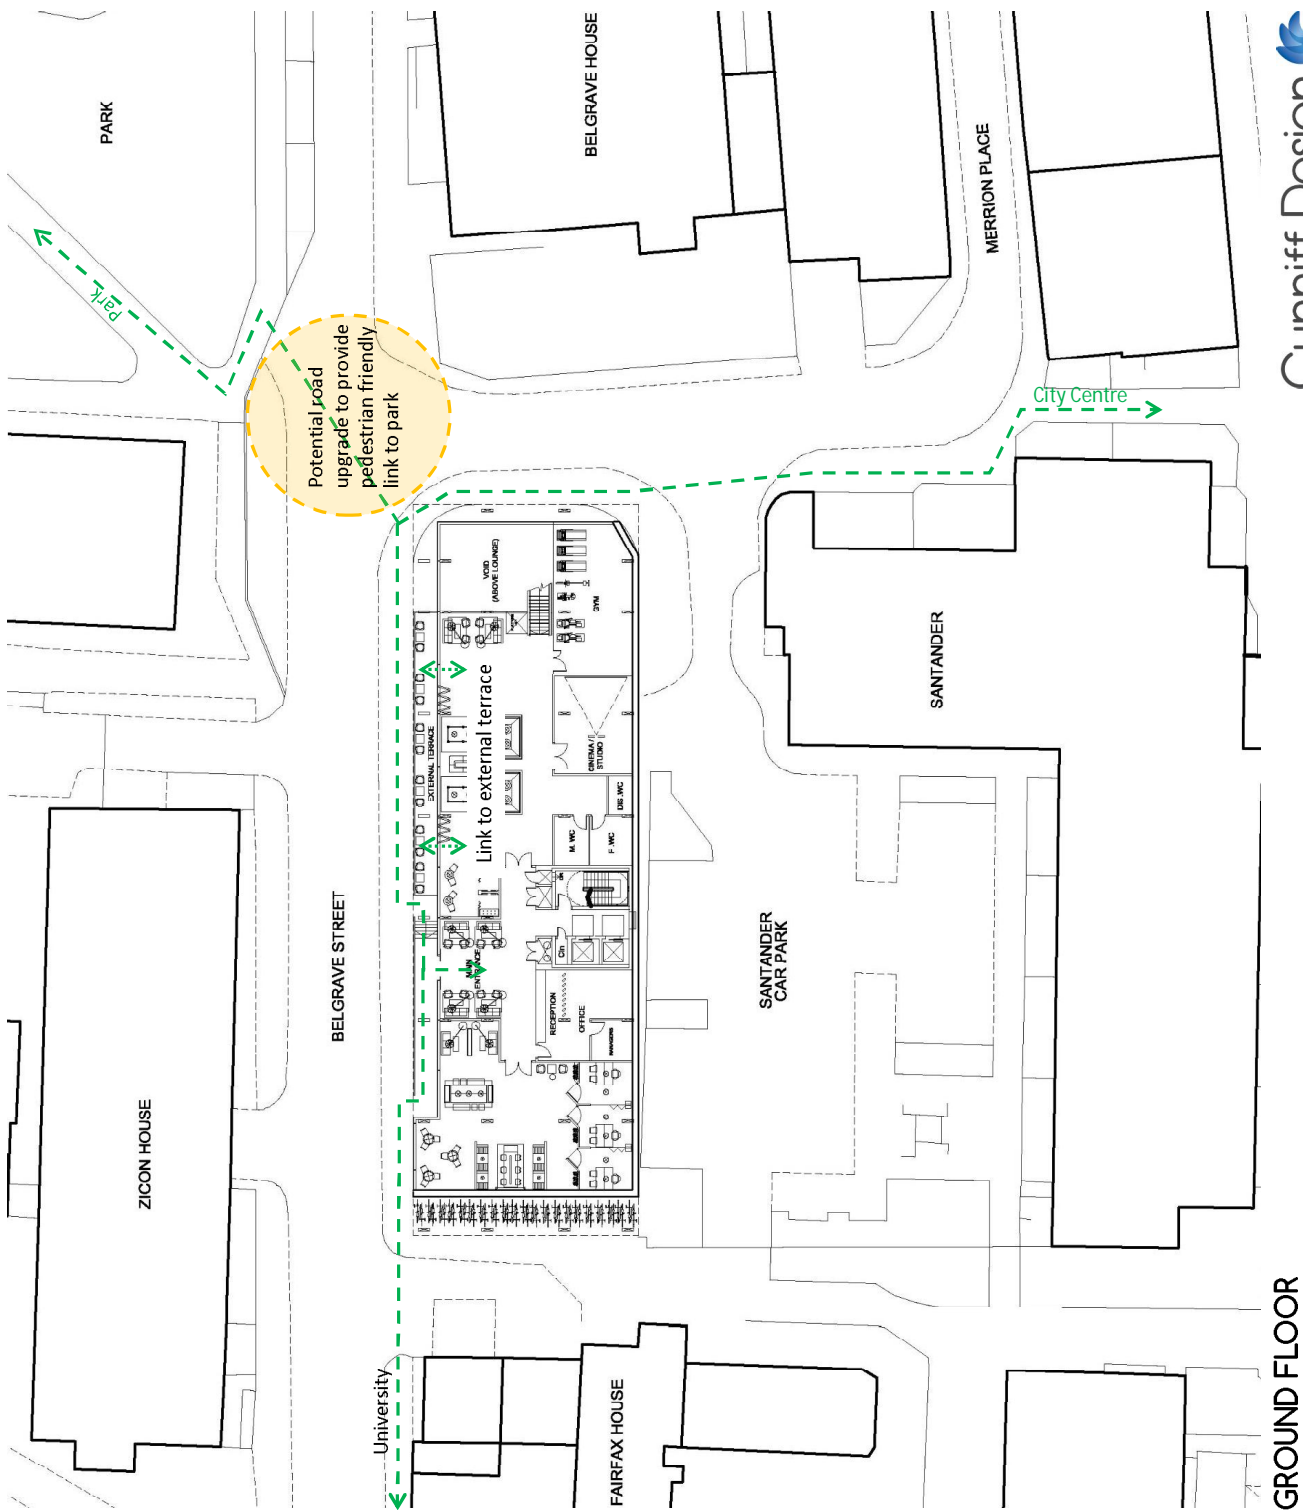 PARK
BELGRAVE HOUSE
MERRION PLACE
Park
Potential road
upgrade to provide
pedestrian friendly
link to park
City Centre
VOID
(ABOVE LOUNGE)
GYM
EXTERNAL TERRACE
Link to external terrace
CINEMA /
STUDIO
DIS.WC
M. WC
F. WC
Cln
MAIN
ENTRANCE
RECEPTION
OFFICE
MANAGERS
SANTANDER
SANTANDER
CAR PARK
BELGRAVE STREET
ZICON HOUSE
University
FAIRFAX HOUSE
GROUND FLOOR